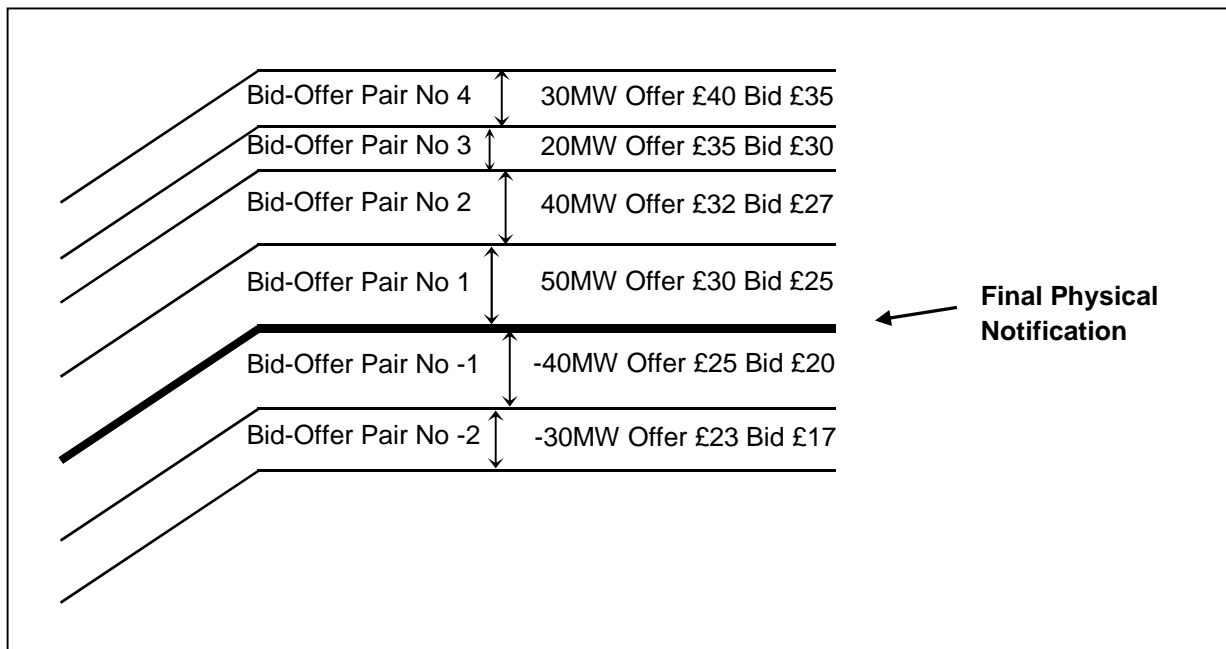 Bid-Offer Pair No 4 30MW Offer £40 Bid £35
Bid-Offer Pair No 3 20MW Offer £35 Bid £30
Bid-Offer Pair No 2 40MW Offer £32 Bid £27
Bid-Offer Pair No 1 50MW Offer £30 Bid £25
Final Physical
Notification
Bid-Offer Pair No -1 -40MW Offer £25 Bid £20
Bid-Offer Pair No -2 -30MW Offer £23 Bid £17